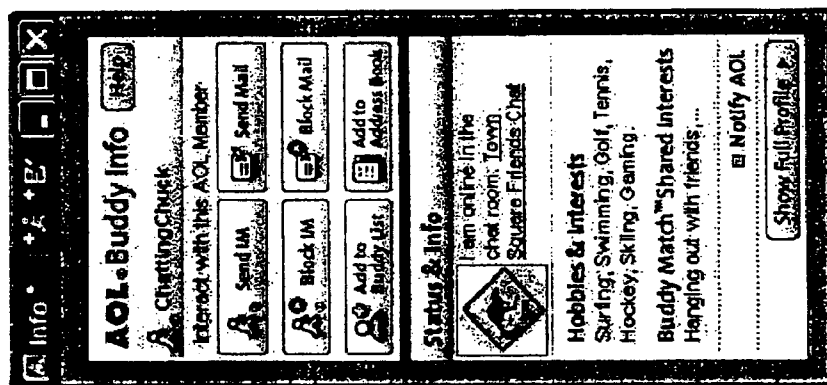 Info
AOL Buddy Info Help
ChattingChuck
Interact with this AOL Member
Send IM Send Mail
Block IM Block Mail
Add to Buddy List Add to Address Book
Status & Info
I am online in the
chat room: Town
Square Friends Chat
Hobbies & Interests
Surfing, Swimming, Golf, Tennis,
Hockey, Skiing, Gaming.
Buddy Match™ Shared Interests
Hanging out with friends,...
Notify AOL
Show Full Profile